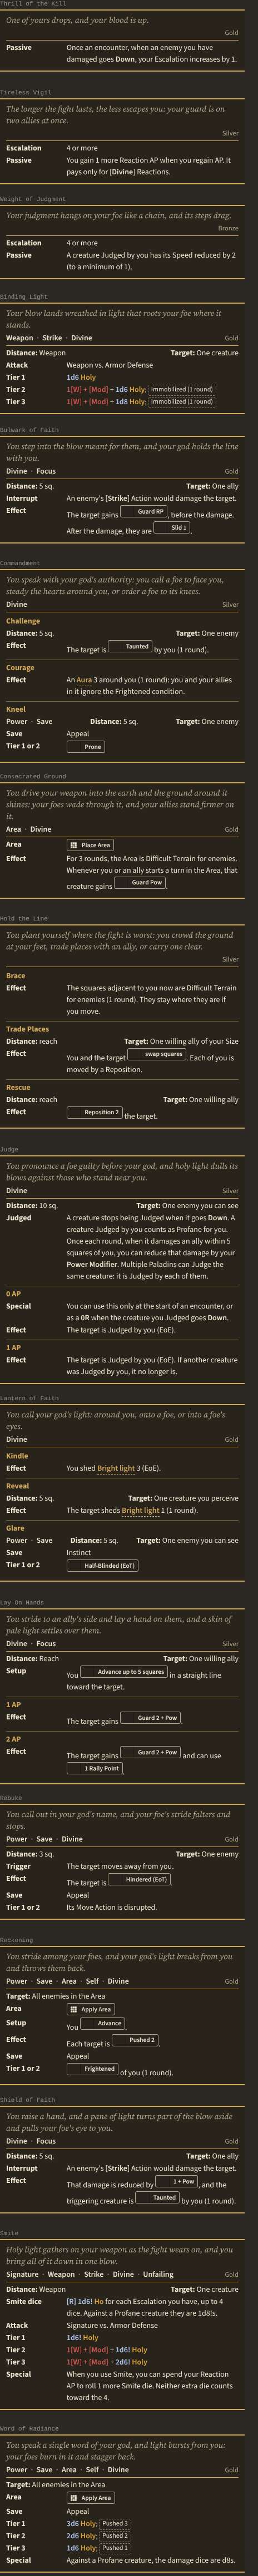 Thrill of the Kill
One of yours drops, and your blood is up.
Gold
Passive Once an encounter, when an enemy you have
damaged goes Down, your Escalation increases by 1.
Tireless Vigil
The longer the fight lasts, the less escapes you: your guard is on
two allies at once.
Silver
Escalation 4 or more
Passive You gain 1 more Reaction AP when you regain AP. It
pays only for [Divine] Reactions.
Weight of Judgment
Your judgment hangs on your foe like a chain, and its steps drag.
Bronze
Escalation 4 or more
Passive A creature Judged by you has its Speed reduced by 2
(to a minimum of 1).
Binding Light
Your blow lands wreathed in light that roots your foe where it
stands.
Weapon · Strike · Divine Gold
Distance: Weapon Target: One creature
Attack Weapon vs. Armor Defense
Tier 1 1d6 Holy
Tier 2 1[W] + [Mod] + 1d6 Holy; Immobilized (1 round)
Tier 3 1[W] + [Mod] + 1d8 Holy; Immobilized (1 round)
Bulwark of Faith
You step into the blow meant for them, and your god holds the line
with you.
Divine · Focus Gold
Distance: 5 sq. Target: One ally
Interrupt An enemy's [Strike] Action would damage the target.
Effect The target gains Guard RP, before the damage.
After the damage, they are Slid 1.
Commandment
You speak with your god's authority: you call a foe to face you,
steady the hearts around you, or order a foe to its knees.
Divine Silver
Challenge
Distance: 5 sq. Target: One enemy
Effect The target is Taunted by you (1 round).
Courage
Effect An Aura 3 around you (1 round): you and your allies
in it ignore the Frightened condition.
Kneel
Power · Save Distance: 5 sq. Target: One enemy
Save Appeal
Tier 1 or 2 Prone
Consecrated Ground
You drive your weapon into the earth and the ground around it
shines: your foes wade through it, and your allies stand firmer on
it.
Area · Divine Gold
Area Place Area
Effect For 3 rounds, the Area is Difficult Terrain for enemies.
Whenever you or an ally starts a turn in the Area, that
creature gains Guard Pow.
Hold the Line
You plant yourself where the fight is worst: you crowd the ground
at your feet, trade places with an ally, or carry one clear.
Silver
Brace
Effect The squares adjacent to you now are Difficult Terrain
for enemies (1 round). They stay where they are if
you move.
Trade Places
Distance: reach Target: One willing ally of your Size
Effect You and the target swap squares. Each of you is
moved by a Reposition.
Rescue
Distance: reach Target: One willing ally
Effect Reposition 2 the target.
Judge
You pronounce a foe guilty before your god, and holy light dulls its
blows against those who stand near you.
Divine Silver
Distance: 10 sq. Target: One enemy you can see
Judged A creature stops being Judged when it goes Down. A
creature Judged by you counts as Profane for you.
Once each round, when it damages an ally within 5
squares of you, you can reduce that damage by your
Power Modifier. Multiple Paladins can Judge the
same creature: it is Judged by each of them.
0 AP
Special You can use this only at the start of an encounter, or
as a 0R when the creature you Judged goes Down.
Effect The target is Judged by you (EoE).
1 AP
Effect The target is Judged by you (EoE). If another creature
was Judged by you, it no longer is.
Lantern of Faith
You call your god's light: around you, onto a foe, or into a foe's
eyes.
Divine Gold
Kindle
Effect You shed Bright light 3 (EoE).
Reveal
Distance: 5 sq. Target: One creature you perceive
Effect The target sheds Bright light 1 (1 round).
Glare
Power · Save Distance: 5 sq. Target: One enemy you can see
Save Instinct
Tier 1 or 2 Half-Blinded (EoT)
Lay On Hands
You stride to an ally's side and lay a hand on them, and a skin of
pale light settles over them.
Divine · Focus Silver
Distance: Reach Target: One willing ally
Setup You Advance up to 5 squares in a straight line
toward the target.
1 AP
Effect The target gains Guard 2 + Pow.
2 AP
Effect The target gains Guard 2 + Pow and can use
1 Rally Point.
Rebuke
You call out in your god's name, and your foe's stride falters and
stops.
Power · Save · Divine Gold
Distance: 3 sq. Target: One enemy
Trigger The target moves away from you.
Effect The target is Hindered (EoT).
Save Appeal
Tier 1 or 2 Its Move Action is disrupted.
Reckoning
You stride among your foes, and your god's light breaks from you
and throws them back.
Power · Save · Area · Self · Divine Gold
Target: All enemies in the Area
Area Apply Area
Setup You Advance.
Effect Each target is Pushed 2.
Save Appeal
Tier 1 or 2 Frightened of you (1 round).
Shield of Faith
You raise a hand, and a pane of light turns part of the blow aside
and pulls your foe's eye to you.
Divine · Focus Gold
Distance: 5 sq. Target: One ally
Interrupt An enemy's [Strike] Action would damage the target.
Effect That damage is reduced by 1 + Pow, and the
triggering creature is Taunted by you (1 round).
Smite
Holy light gathers on your weapon as the fight wears on, and you
bring all of it down in one blow.
Signature · Weapon · Strike · Divine · Unfailing Gold
Distance: Weapon Target: One creature
Smite dice [R] 1d6! Ho for each Escalation you have, up to 4
dice. Against a Profane creature they are 1d8!s.
Attack Signature vs. Armor Defense
Tier 1 1d6! Holy
Tier 2 1[W] + [Mod] + 1d6! Holy
Tier 3 1[W] + [Mod] + 2d6! Holy
Special When you use Smite, you can spend your Reaction
AP to roll 1 more Smite die. Neither extra die counts
toward the 4.
Word of Radiance
You speak a single word of your god, and light bursts from you:
your foes burn in it and stagger back.
Power · Save · Area · Self · Divine Gold
Target: All enemies in the Area
Area Apply Area
Save Appeal
Tier 1 3d6 Holy; Pushed 3
Tier 2 2d6 Holy; Pushed 2
Tier 3 1d6 Holy; Pushed 1
Special Against a Profane creature, the damage dice are d8s.